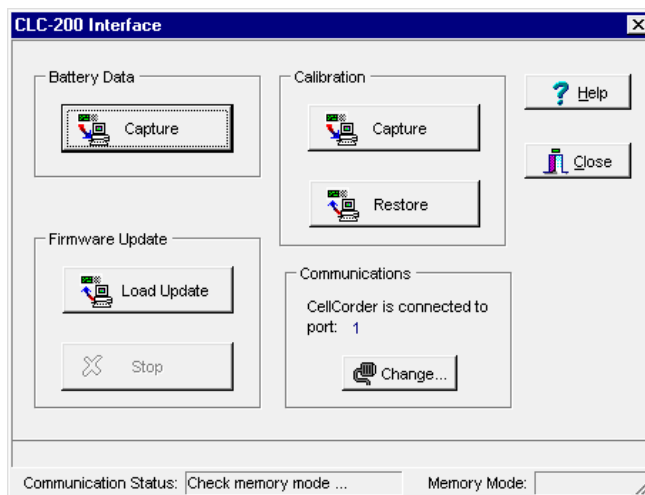 CLC-200 Interface
Battery Data
Capture
Calibration
Capture
Restore
Help
Close
Firmware Update
Load Update
Stop
Communications
CellCorder is connected to
port: 1
Change...
Communication Status: Check memory mode ... Memory Mode: